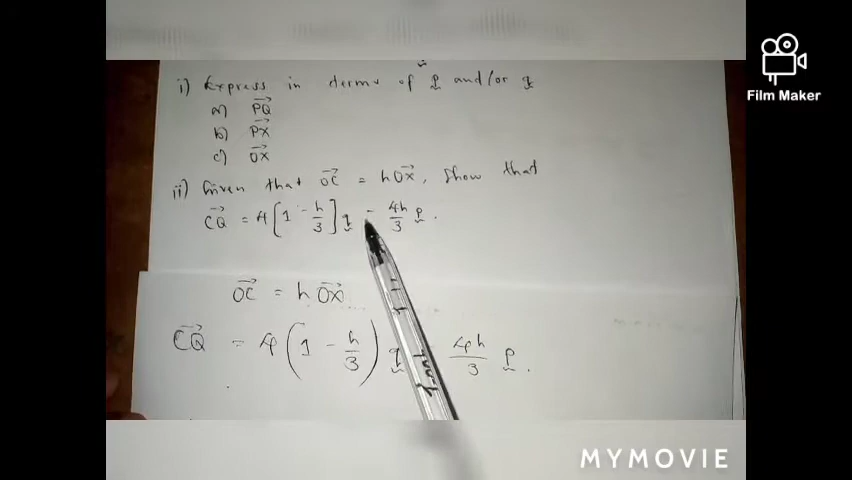 i) Express in terms of p and/or q
a) PQ
b) PX
c) OX
ii) Given that OC = hOX, show that
CQ = 4[1 - h/3]q - 4h/3 p.
OC = h OX
CQ = 4(1 - h/3) q 4h/3 p.
Film Maker
MYMOVIE